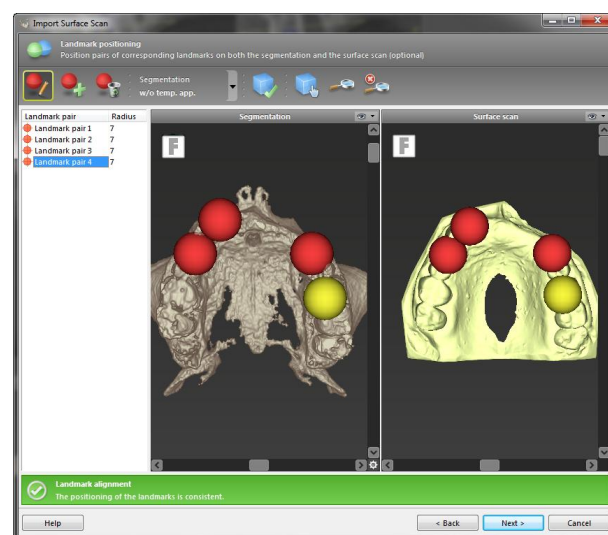 Import Surface Scan
Landmark positioning
Position pairs of corresponding landmarks on both the segmentation and the surface scan (optional)
Segmentation
w/o temp. app.
Landmark pair Radius
Landmark pair 1 7
Landmark pair 2 7
Landmark pair 3 7
Landmark pair 4 7
Segmentation
F
Surface scan
F
Landmark alignment
The positioning of the landmarks is consistent.
Help
< Back
Next >
Cancel